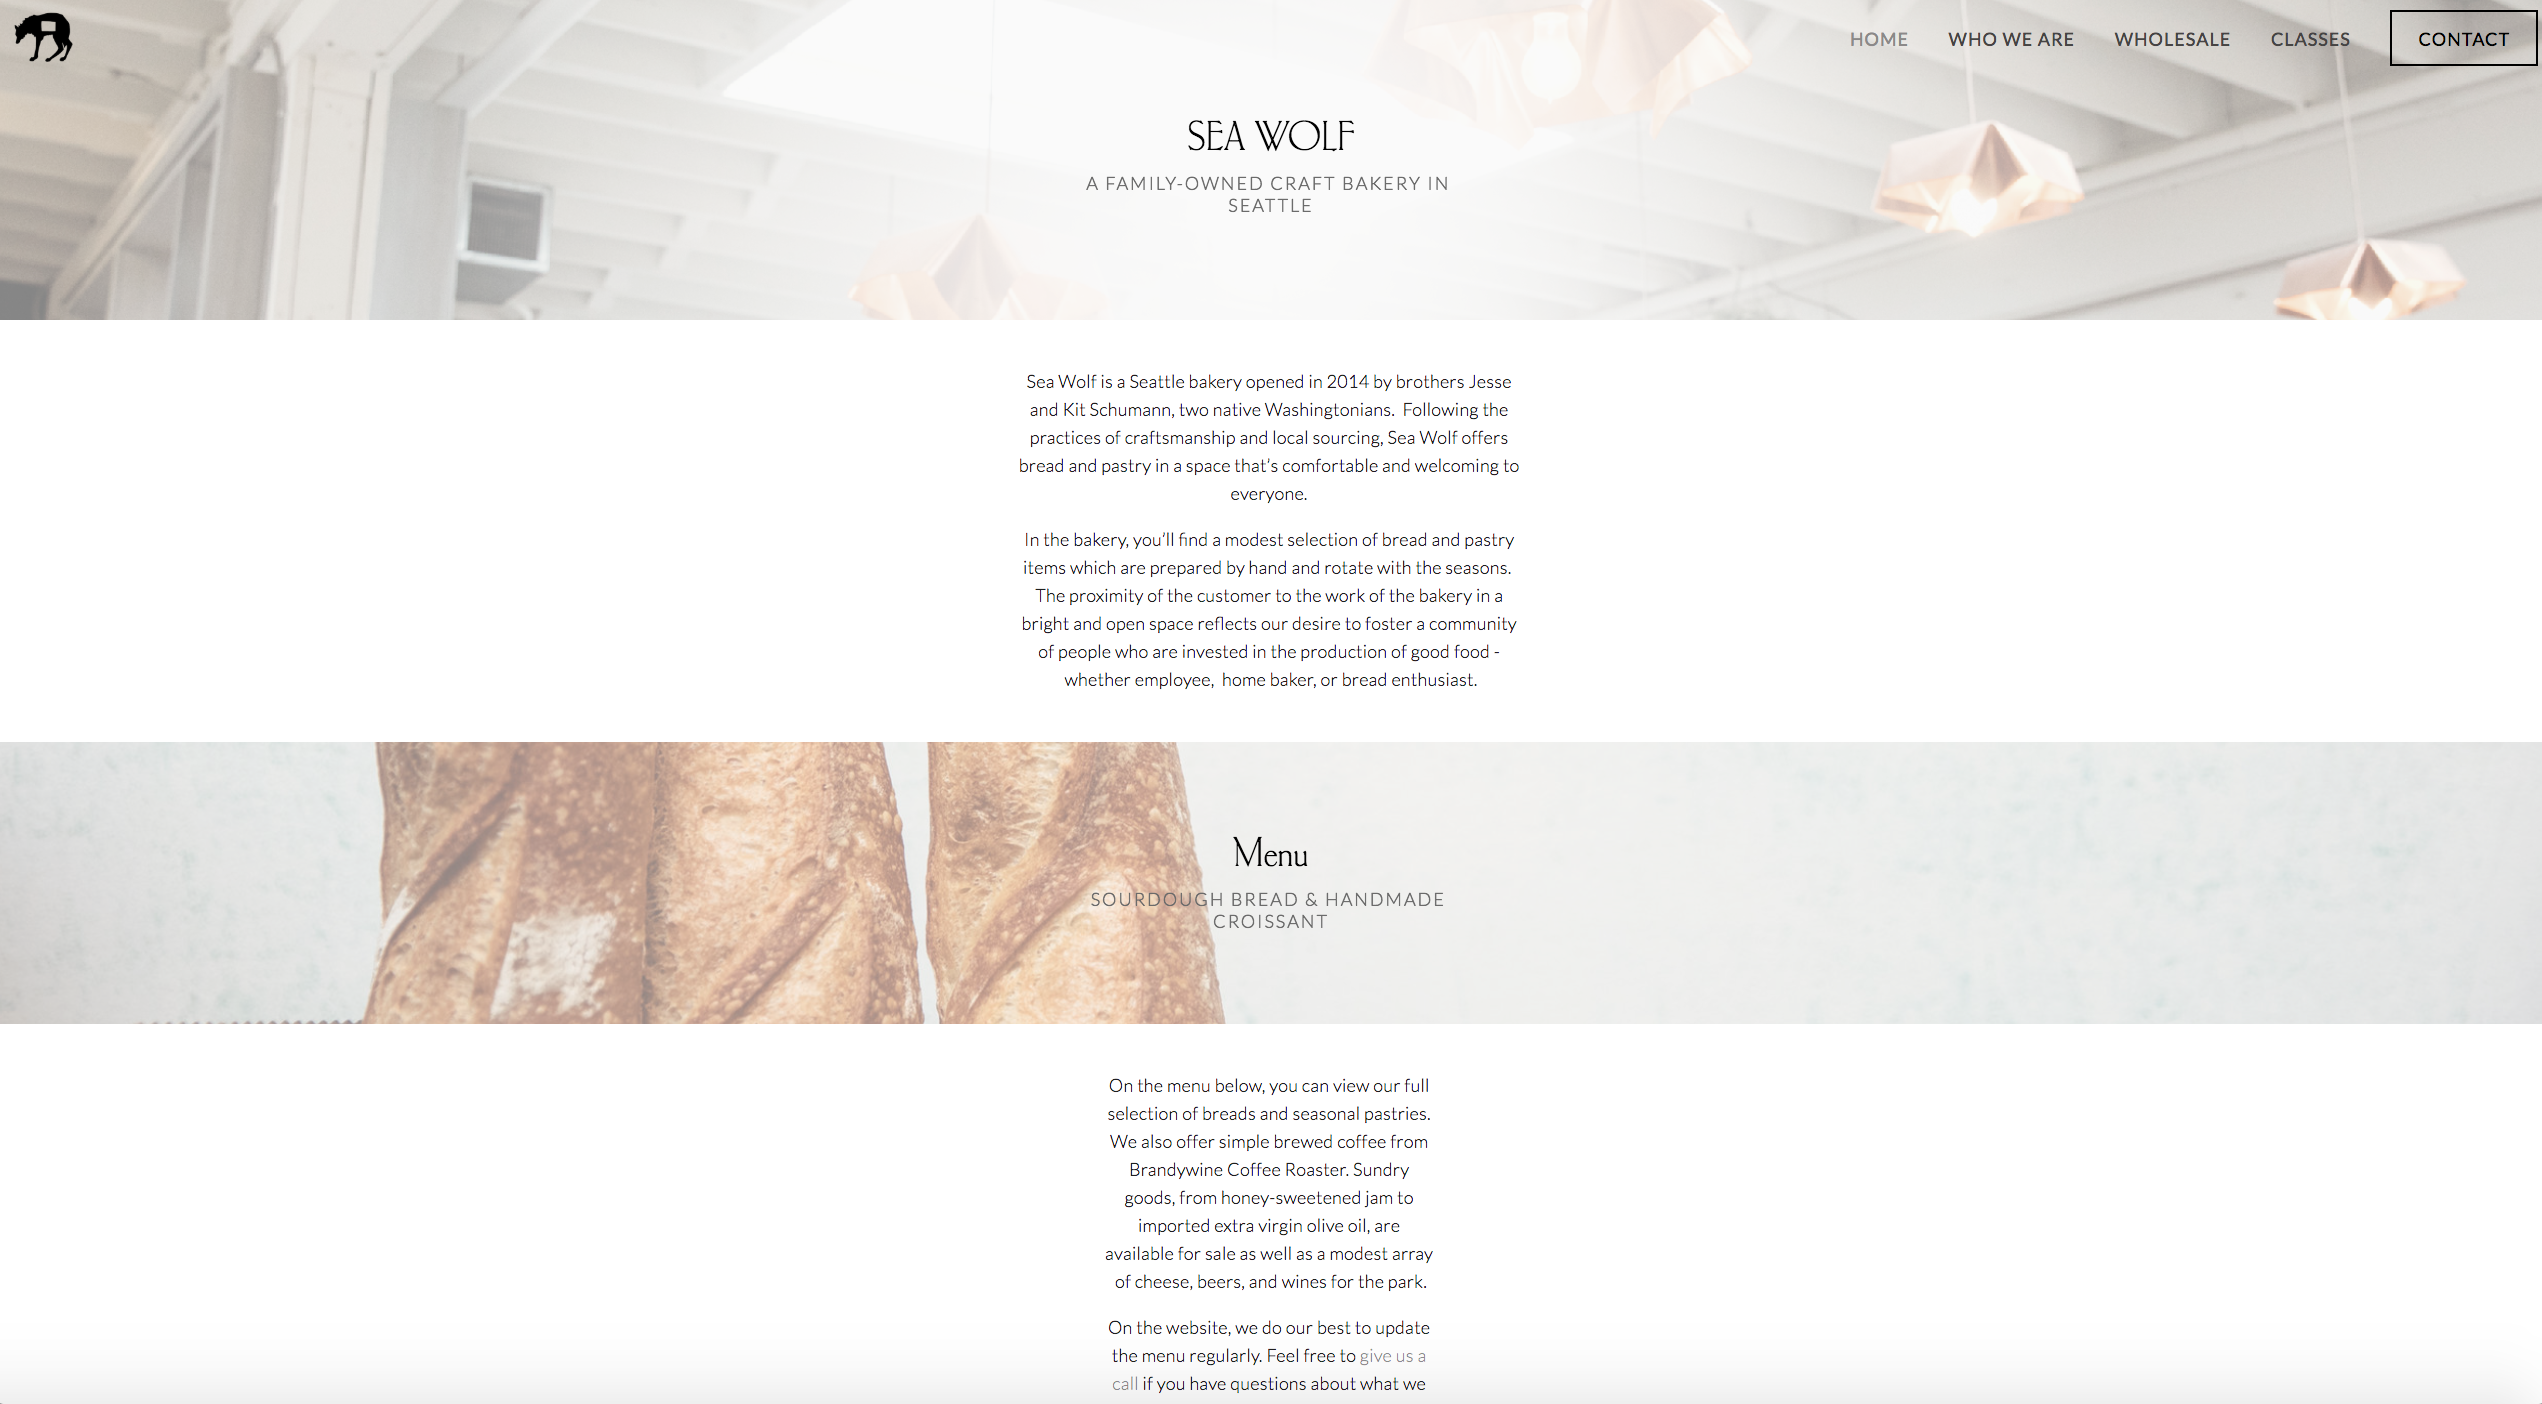 HOME
WHO WE ARE
WHOLESALE
CLASSES
CONTACT
SEA WOLF
A FAMILY-OWNED CRAFT BAKERY IN
SEATTLE
Sea Wolf is a Seattle bakery opened in 2014 by brothers Jesse
and Kit Schumann, two native Washingtonians.  Following the
practices of craftsmanship and local sourcing, Sea Wolf offers
bread and pastry in a space that’s comfortable and welcoming to
everyone.
In the bakery, you’ll find a modest selection of bread and pastry
items which are prepared by hand and rotate with the seasons.
The proximity of the customer to the work of the bakery in a
bright and open space reflects our desire to foster a community
of people who are invested in the production of good food -
whether employee,  home baker, or bread enthusiast.
Menu
SOURDOUGH BREAD & HANDMADE
CROISSANT
On the menu below, you can view our full
selection of breads and seasonal pastries.
We also offer simple brewed coffee from
Brandywine Coffee Roaster. Sundry
goods, from honey-sweetened jam to
imported extra virgin olive oil, are
available for sale as well as a modest array
of cheese, beers, and wines for the park.
On the website, we do our best to update
the menu regularly. Feel free to give us a
call if you have questions about what we